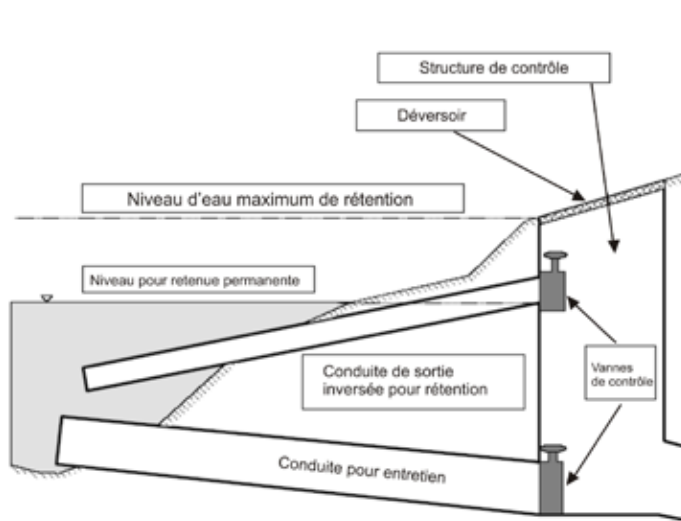 Structure de contrôle
Déversoir
Niveau d'eau maximum de rétention
Niveau pour retenue permanente
Conduite de sortie
inversée pour rétention
Vannes
de contrôle
Conduite pour entretien